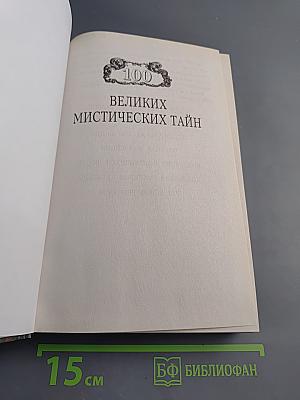 100
ВЕЛИКИХ
МИСТИЧЕСКИХ ТАЙН
15 см
БФ БИБЛИОФАН